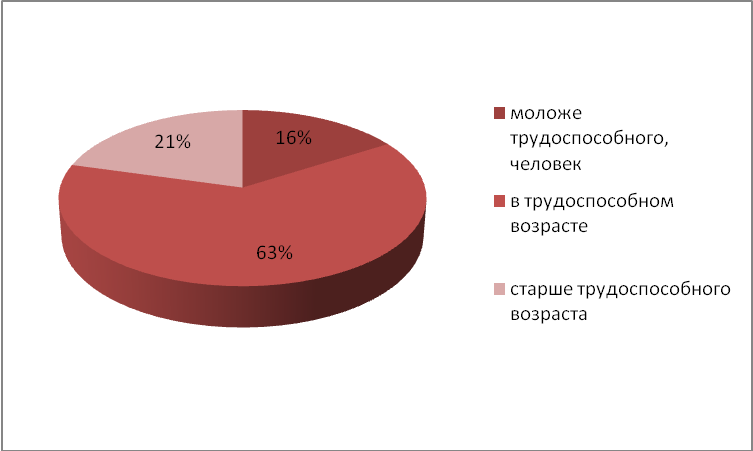 21%
16%
63%
моложе
трудоспособного,
человек
в трудоспособном
возрасте
старше трудоспособного
возраста